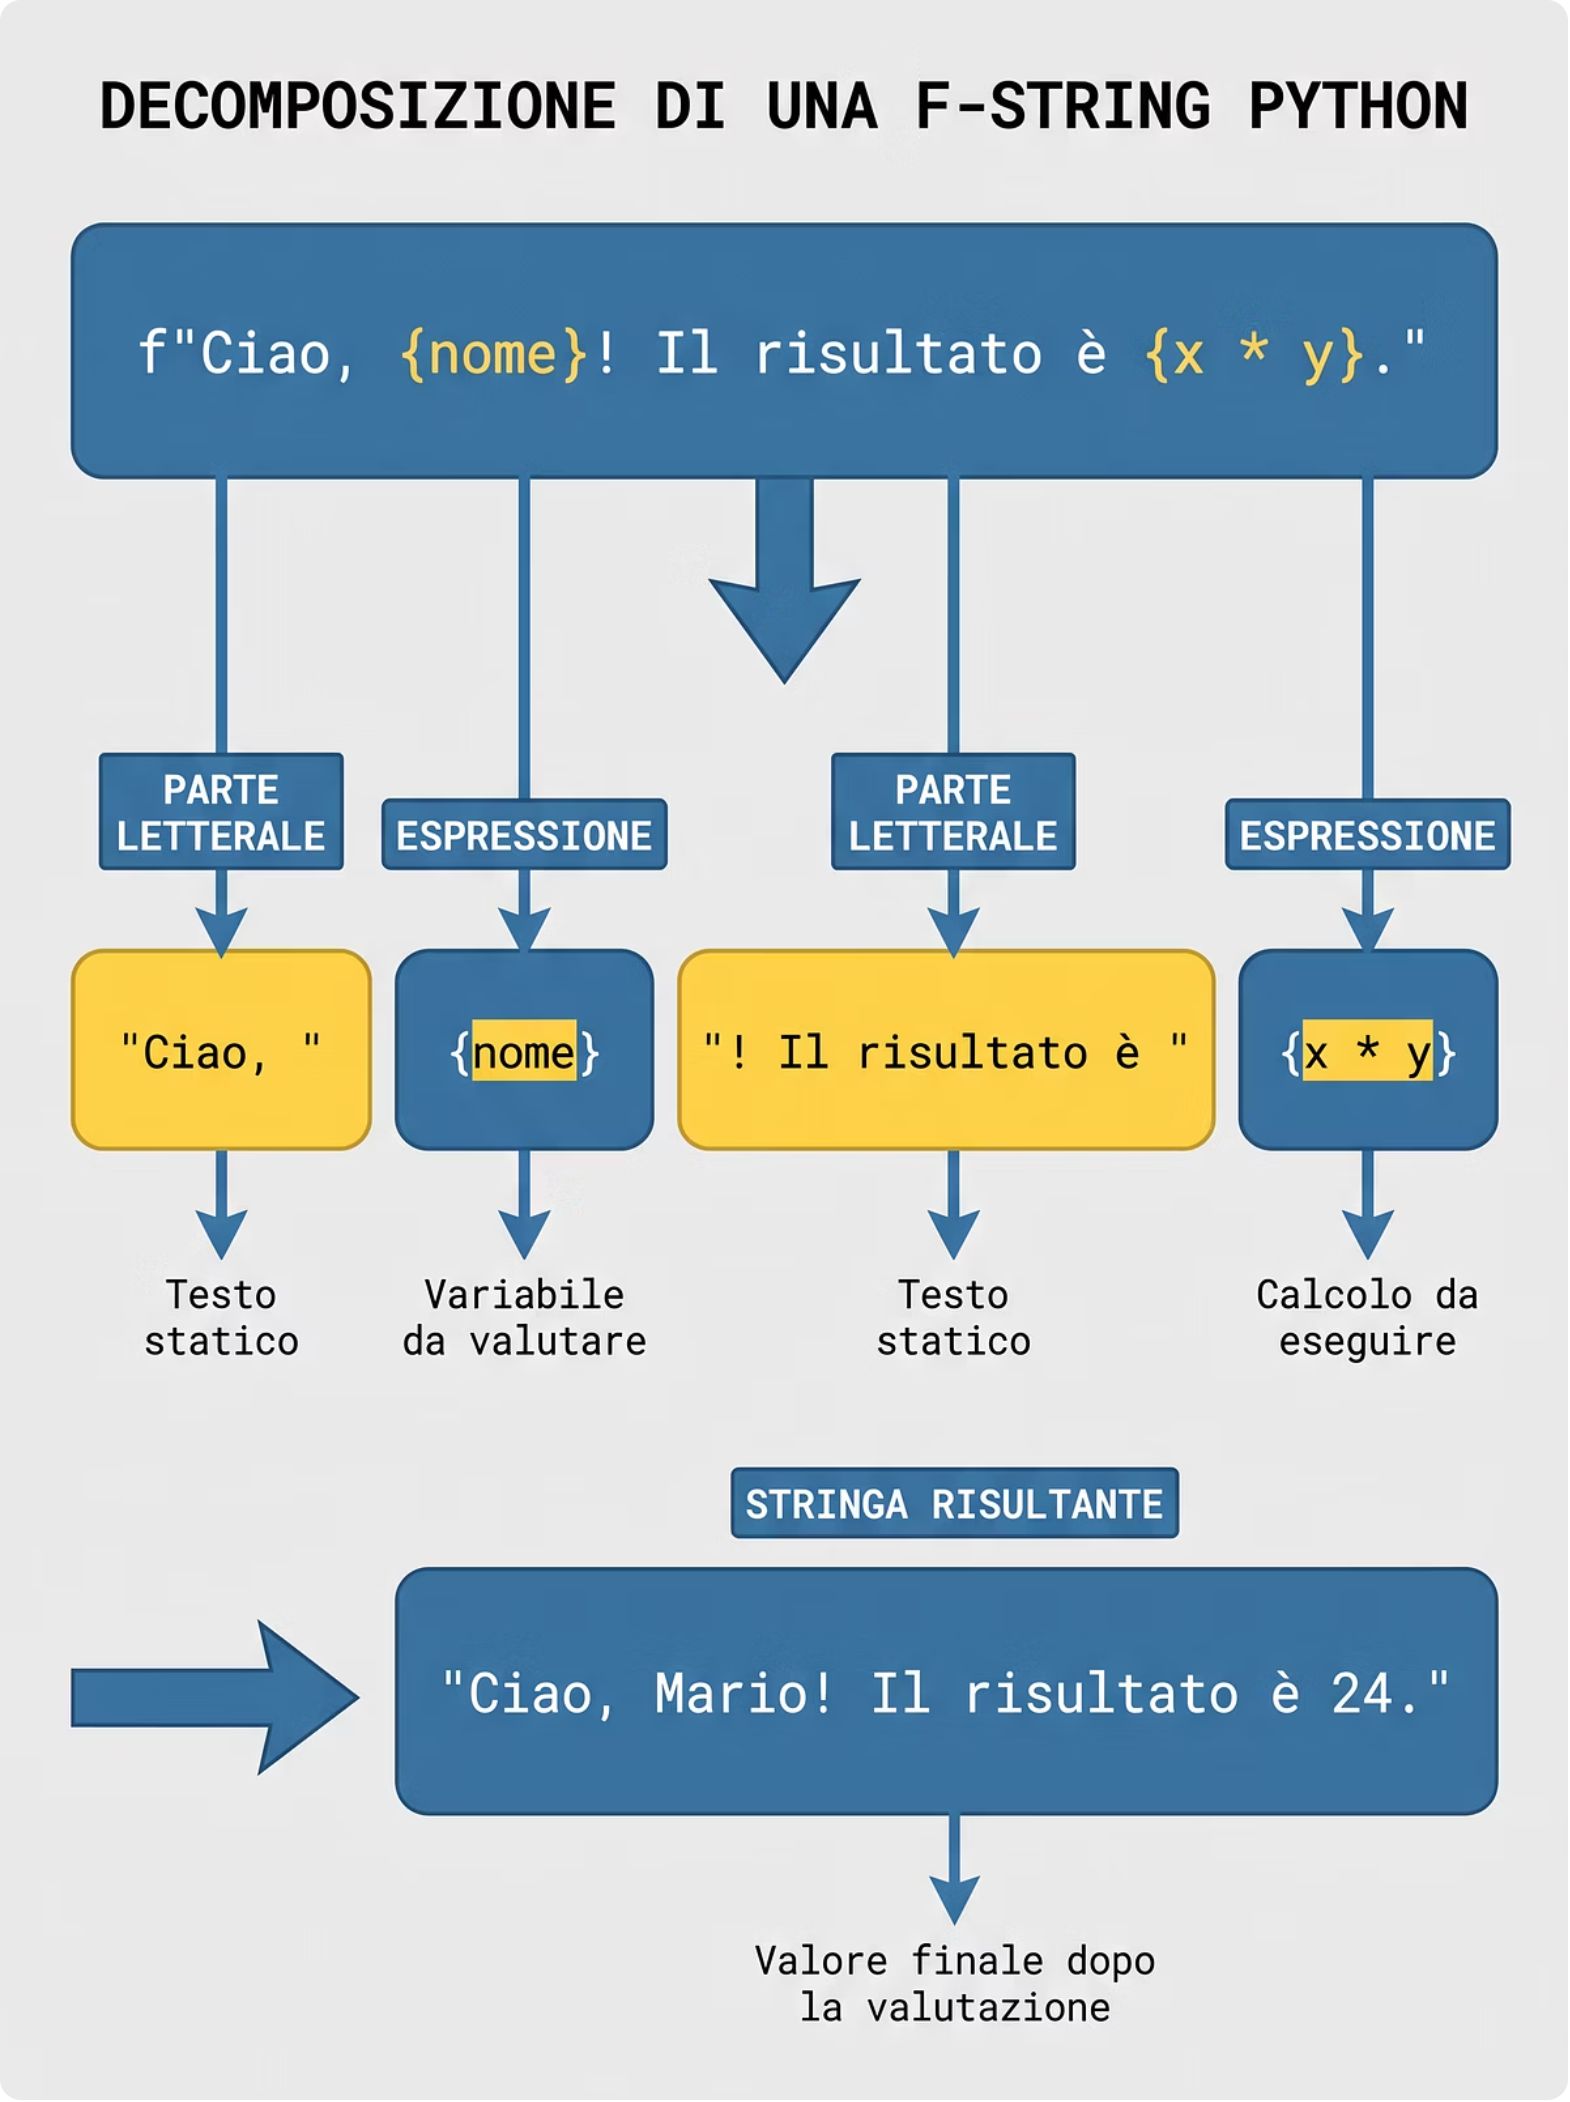 DECOMPOSIZIONE DI UNA F-STRING PYTHON
f"Ciao, {nome}! Il risultato è {x * y}."
PARTE
LETTERALE
ESPRESSIONE
PARTE
LETTERALE
ESPRESSIONE
"Ciao, "
{nome}
"! Il risultato è "
{x * y}
Testo
statico
Variabile
da valutare
Testo
statico
Calcolo da
eseguire
STRINGA RISULTANTE
"Ciao, Mario! Il risultato è 24."
Valore finale dopo
la valutazione